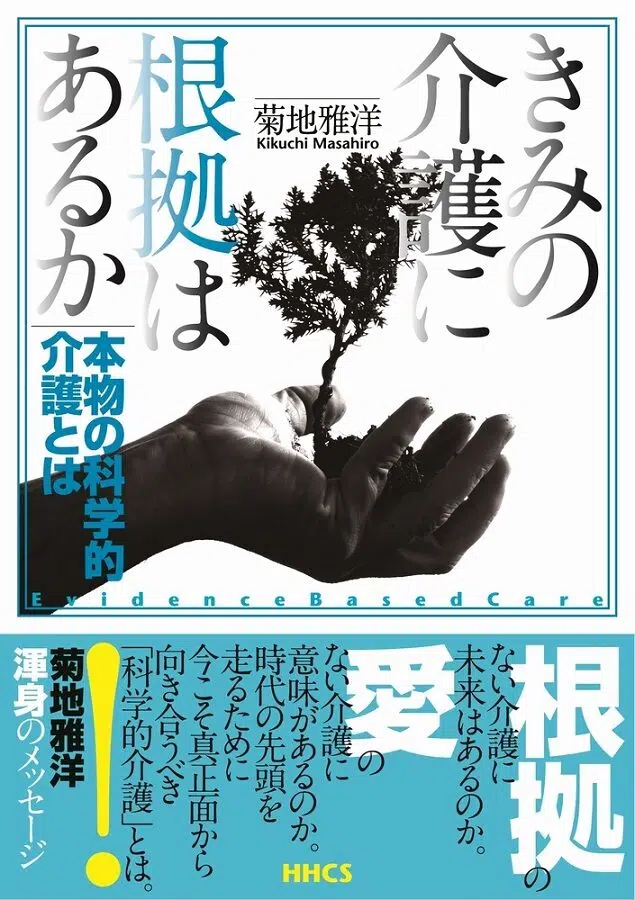 きみの
介護に
根拠は
あるか
菊地雅洋
Kikuchi Masahiro
本物の科学的
介護とは
EvidenceBasedCare
根拠の
ない介護に
未来はあるのか。
愛の
ない介護に
意味があるのか。
時代の先頭を
走るために
今こそ真正面から
向き合うべき
「科学的介護」とは。
!
菊地雅洋
渾身のメッセージ
HHCS